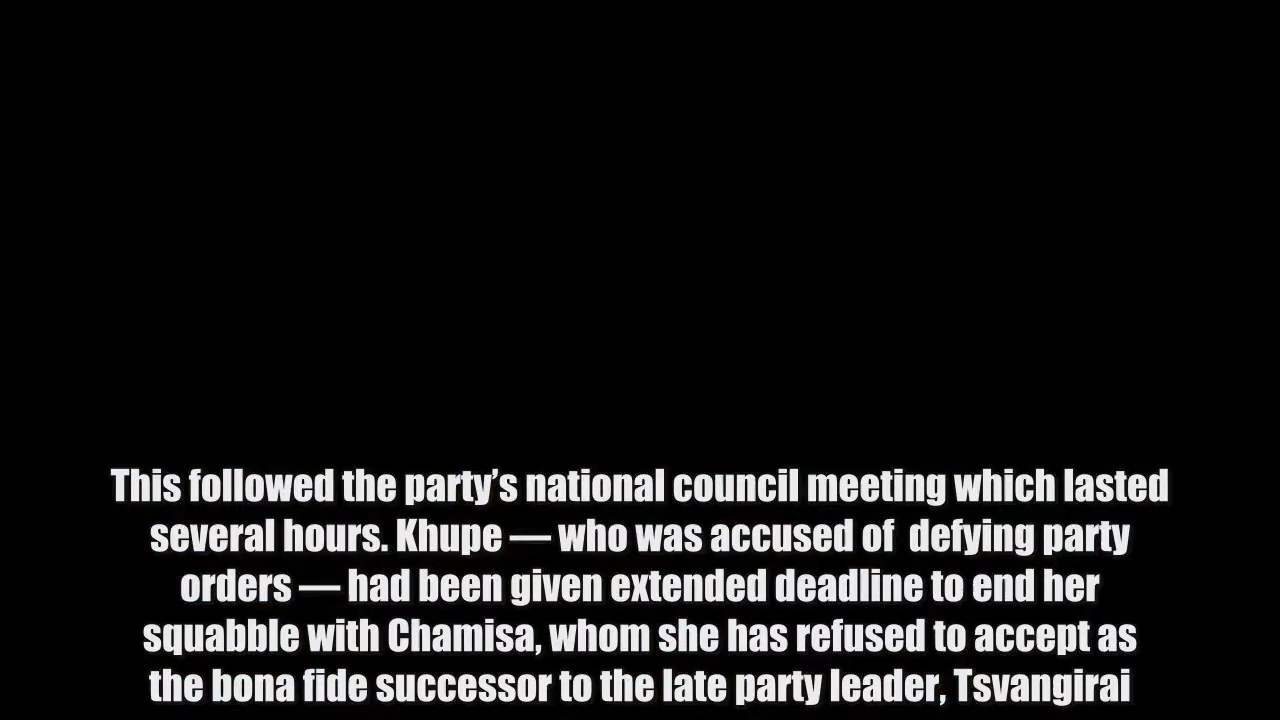 This followed the party’s national council meeting which lasted
several hours. Khupe — who was accused of  defying party
orders — had been given extended deadline to end her
squabble with Chamisa, whom she has refused to accept as
the bona fide successor to the late party leader, Tsvangirai